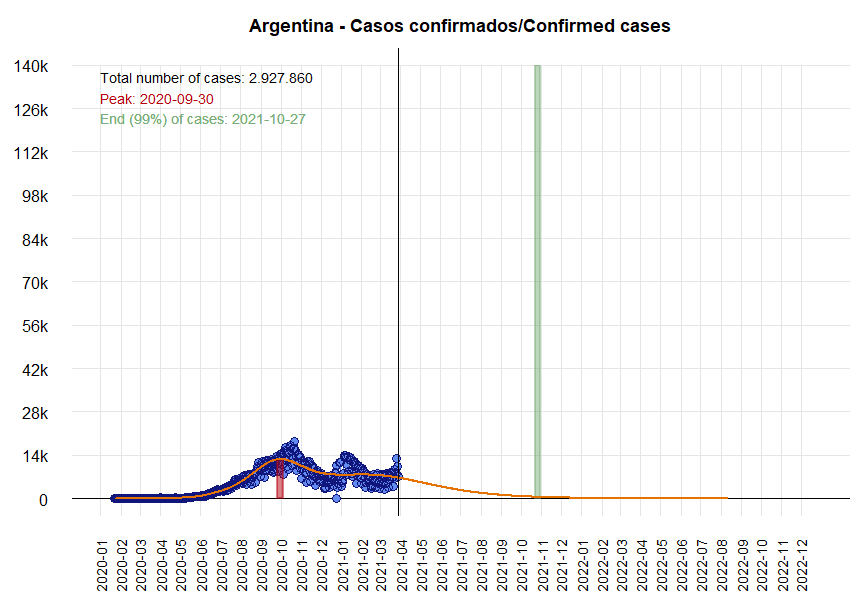 Argentina - Casos confirmados/Confirmed cases
Total number of cases: 2.927.860
Peak: 2020-09-30
End (99%) of cases: 2021-10-27
140k
126k
112k
98k
84k
70k
56k
42k
28k
14k
0
2020-01
2020-02
2020-03
2020-04
2020-05
2020-06
2020-07
2020-08
2020-09
2020-10
2020-11
2020-12
2021-01
2021-02
2021-03
2021-04
2021-05
2021-06
2021-07
2021-08
2021-09
2021-10
2021-11
2021-12
2022-01
2022-02
2022-03
2022-04
2022-05
2022-06
2022-07
2022-08
2022-09
2022-10
2022-11
2022-12